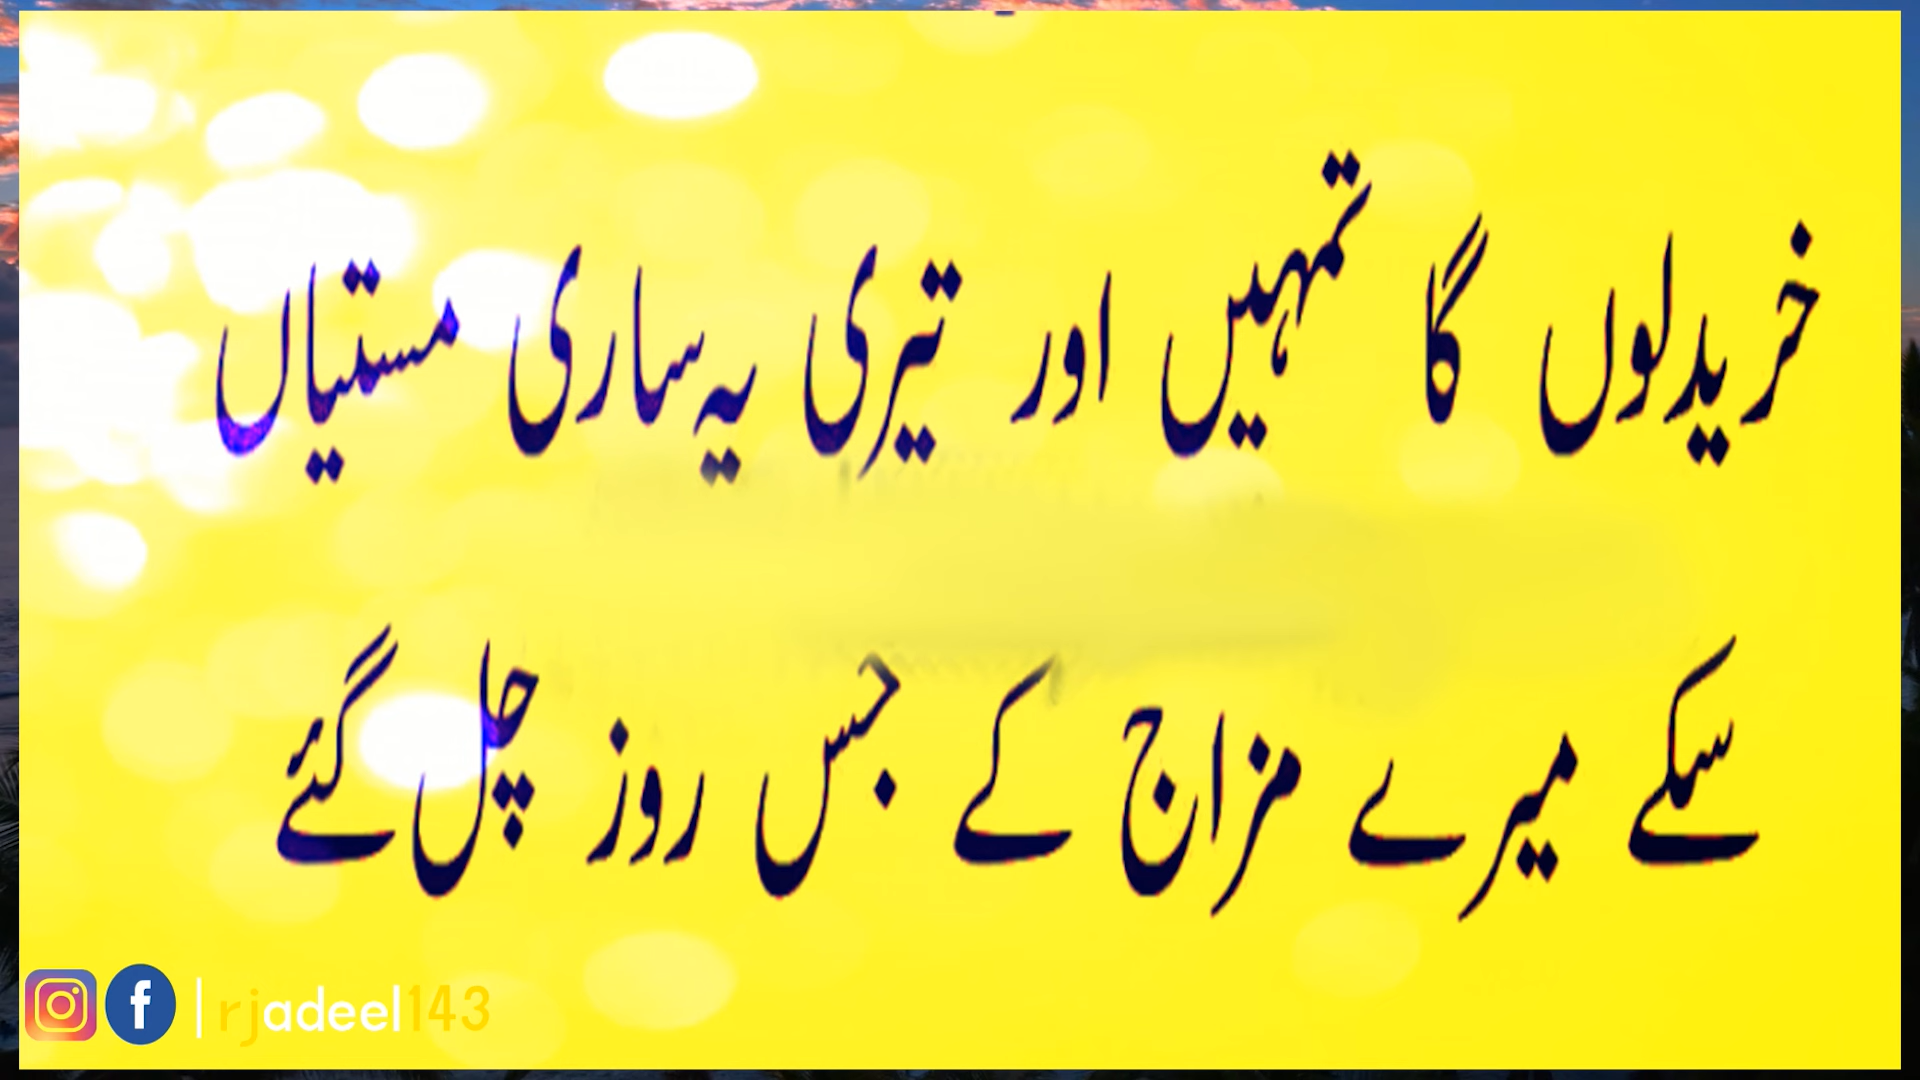 خریدلوں گا تمہیں اور تیری یہ ساری مستیاں
سکے میرے مزاج کے جس روز چل گئے
rjadeel143